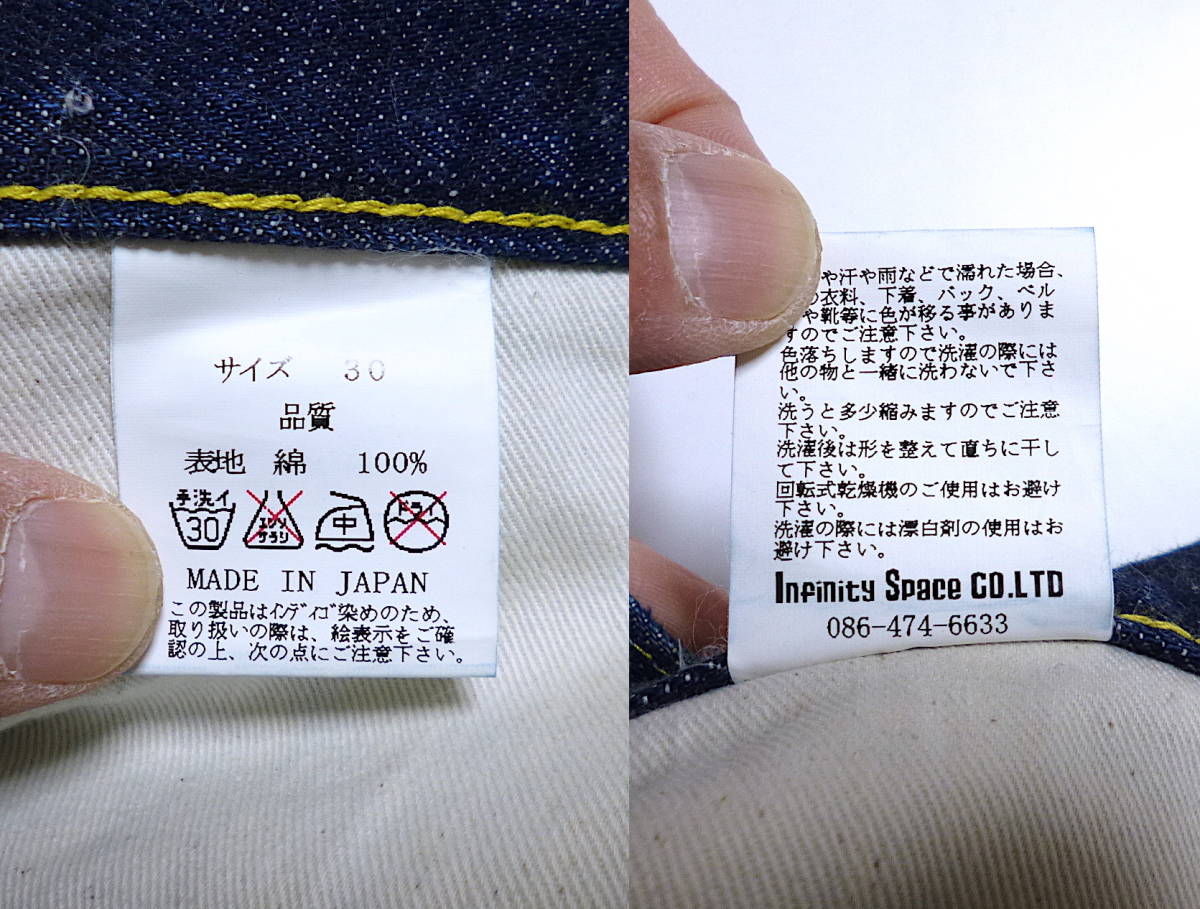 サイズ 30
品質
表地 綿 100%
手洗イ 30 エンソ サラシ 中 ドライ
MADE IN JAPAN
この製品はインディゴ染めのため、
取り扱いの際は、絵表示をご確
認の上、次の点にご注意下さい。
や汗や雨などで濡れた場合、
の衣料、下着、バック、ベル
や靴等に色が移る事がありま
すのでご注意下さい。
色落ちしますので洗濯の際には
他の物と一緒に洗わないで下さ
い。
洗うと多少縮みますのでご注意
下さい。
洗濯後は形を整えて直ちに干し
て下さい。
回転式乾燥機のご使用はお避け
下さい。
洗濯の際には漂白剤の使用はお
避け下さい。
Infinity Space CO.LTD
086-474-6633